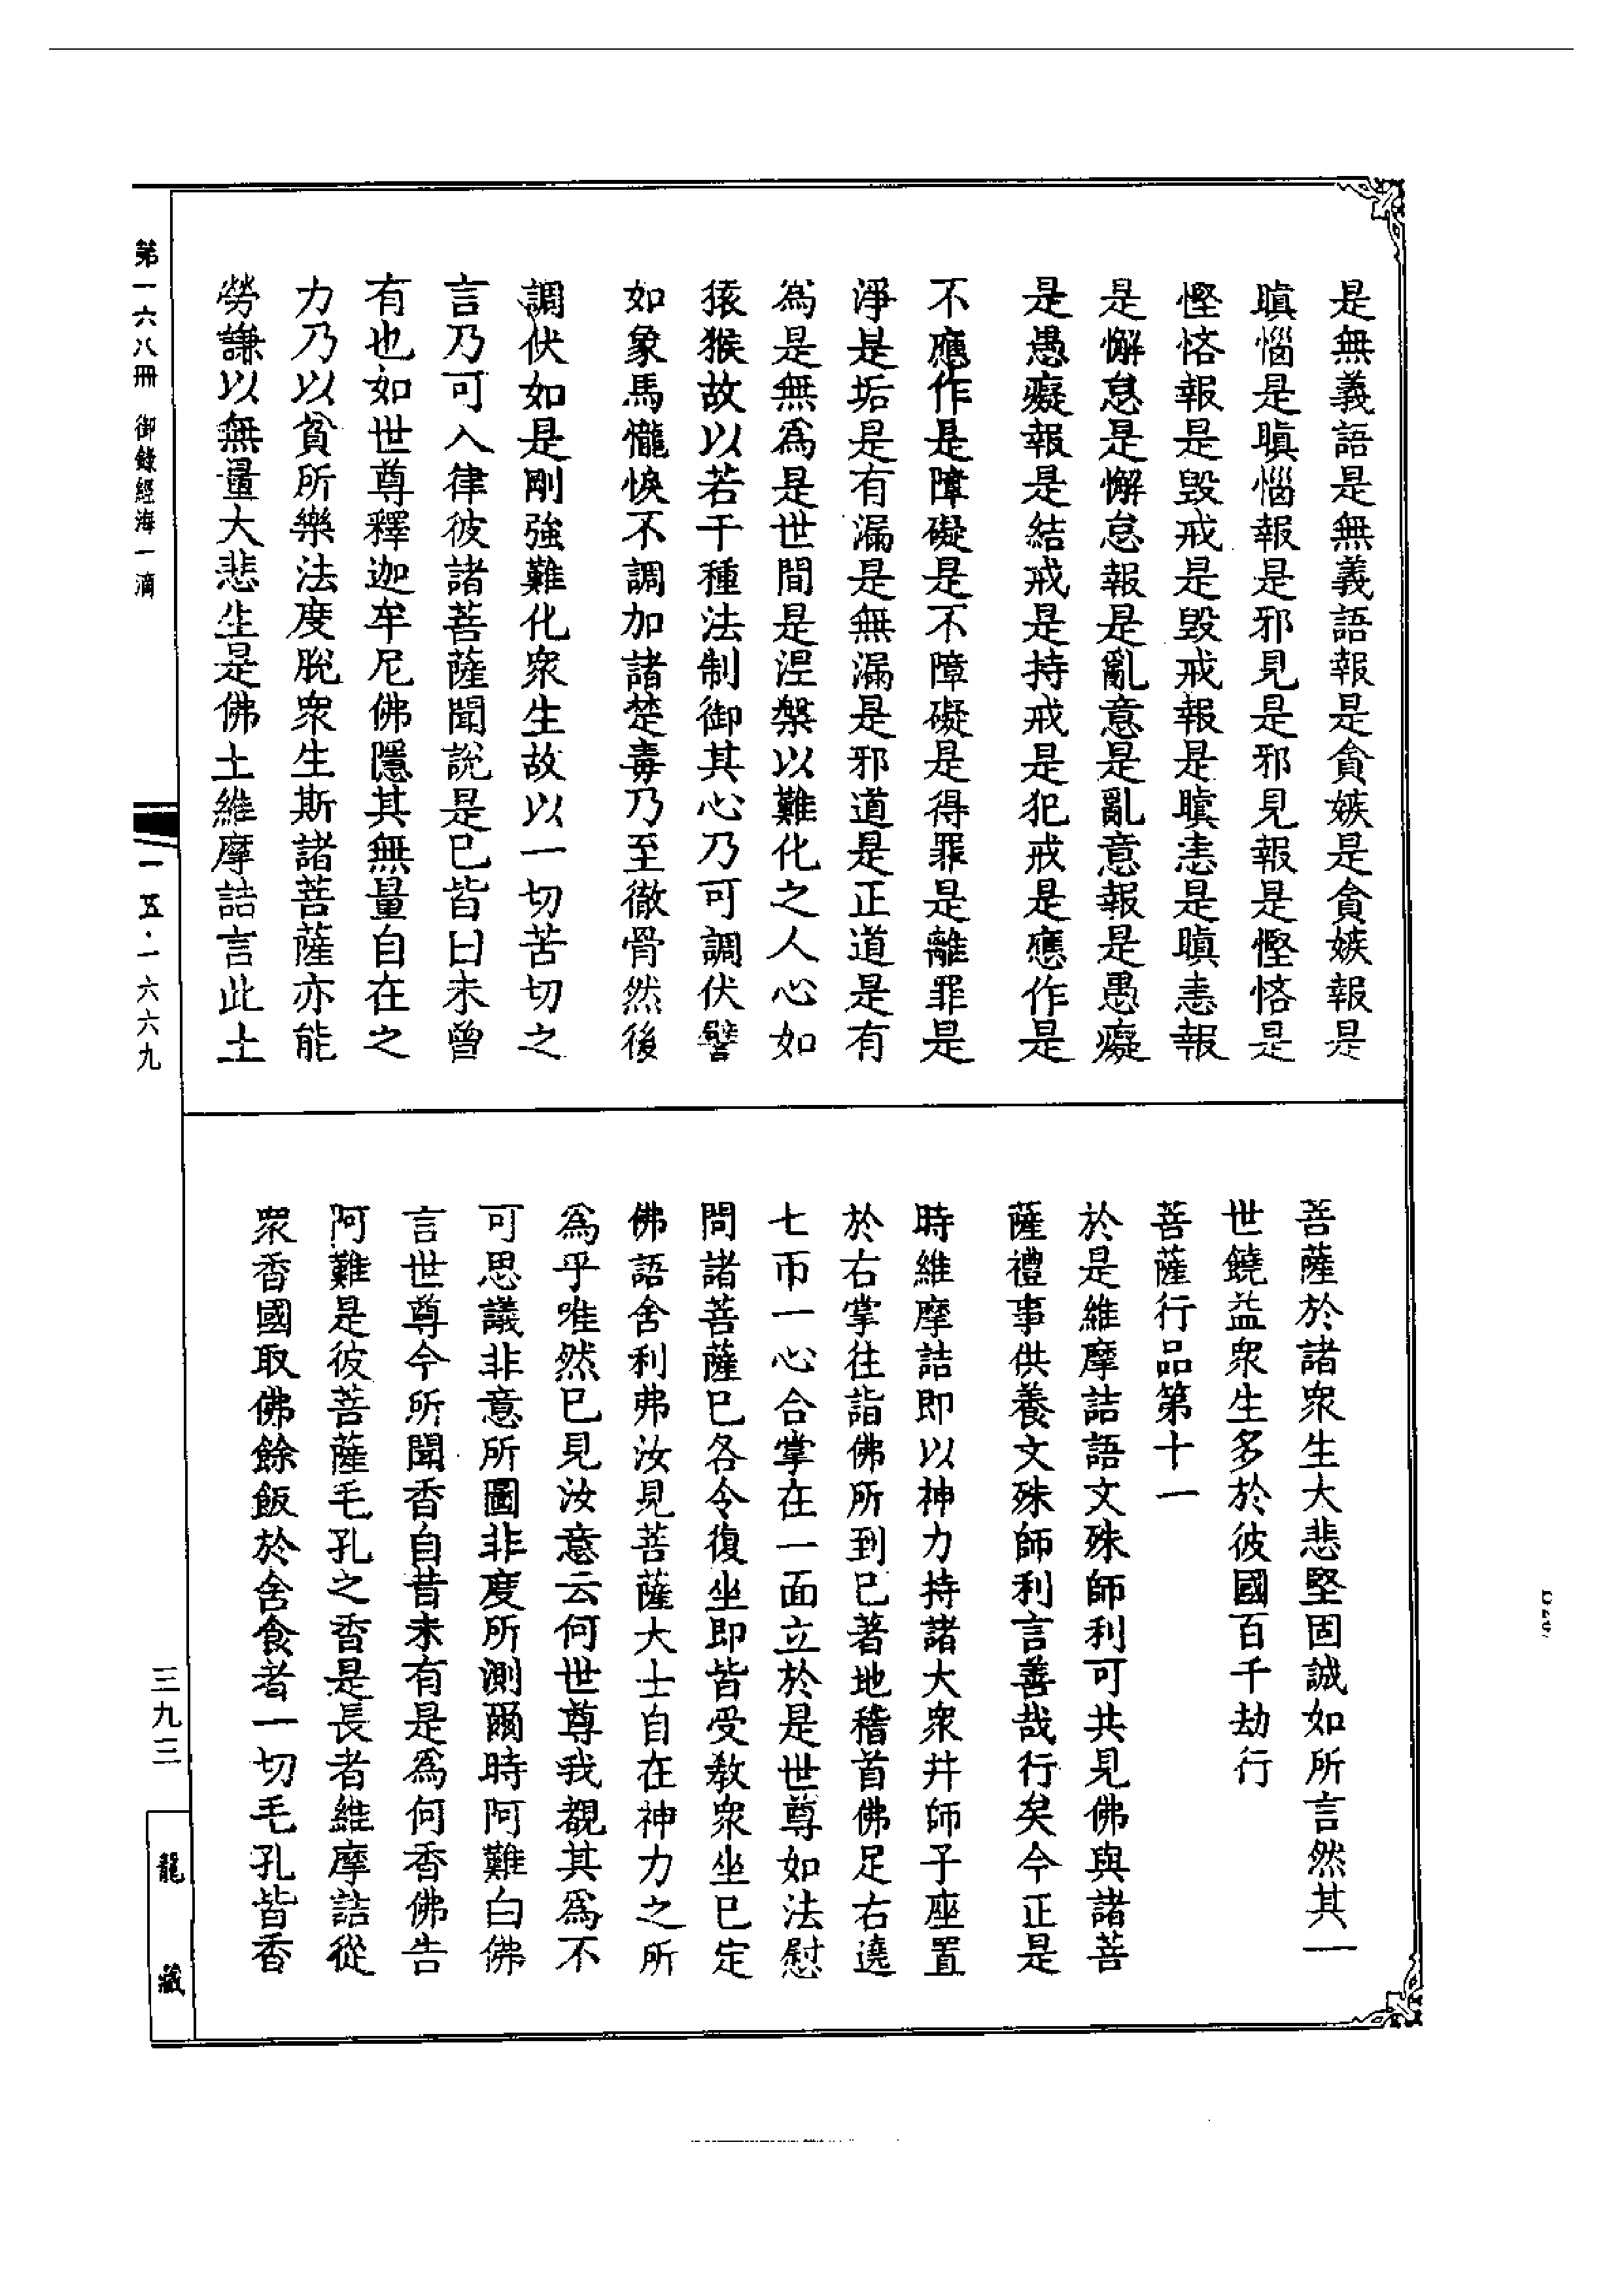 是無義語是無義語報是貪嫉是貪嫉報是
瞋惱是瞋惱報是邪見是邪見報是慳悋是
慳悋報是毁戒是毁戒報是瞋恚是瞋恚報
是懈怠是懈怠報是亂意是亂意報是愚癡
是愚癡報是結戒是持戒是犯戒是應作是
不應作是障礙是不障礙是得罪是離罪是
淨是垢是有漏是無漏是邪道是正道是有
為是無為是世間是涅槃以難化之人心如
猨猴故以若干種法制御其心乃可調伏譬
如象馬𢤱悷不調加諸楚毒乃至徹骨然後
調伏如是剛強難化眾生故以一切苦切之
言乃可入律彼諸菩薩聞說是已皆曰未曾
有也如世尊釋迦牟尼佛隱其無量自在之
力乃以貧所樂法度脫眾生斯諸菩薩亦能
勞謙以無量大悲生是佛土維摩詰言此土
菩薩於諸眾生大悲堅固誠如所言然其一
世饒益眾生多於彼國百千劫行
菩薩行品第十一
於是維摩詰語文殊師利可共見佛與諸菩
薩禮事供養文殊師利言善哉行矣今正是
時維摩詰即以神力持諸大眾并師子座置
於右掌往詣佛所到已著地稽首佛足右遶
七帀一心合掌在一面立於是世尊如法慰
問諸菩薩已各令復坐即皆受教眾坐已定
佛語舍利弗汝見菩薩大士自在神力之所
為乎唯然已見汝意云何世尊我覩其為不
可思議非意所圖非度所測爾時阿難白佛
言世尊今所聞香自昔未有是為何香佛告
阿難是彼菩薩毛孔之香是長者維摩詰從
眾香國取佛餘飯於舍食者一切毛孔皆香
第一六八冊 御錄經海一滴
一五·一六六九
三九三
龍藏